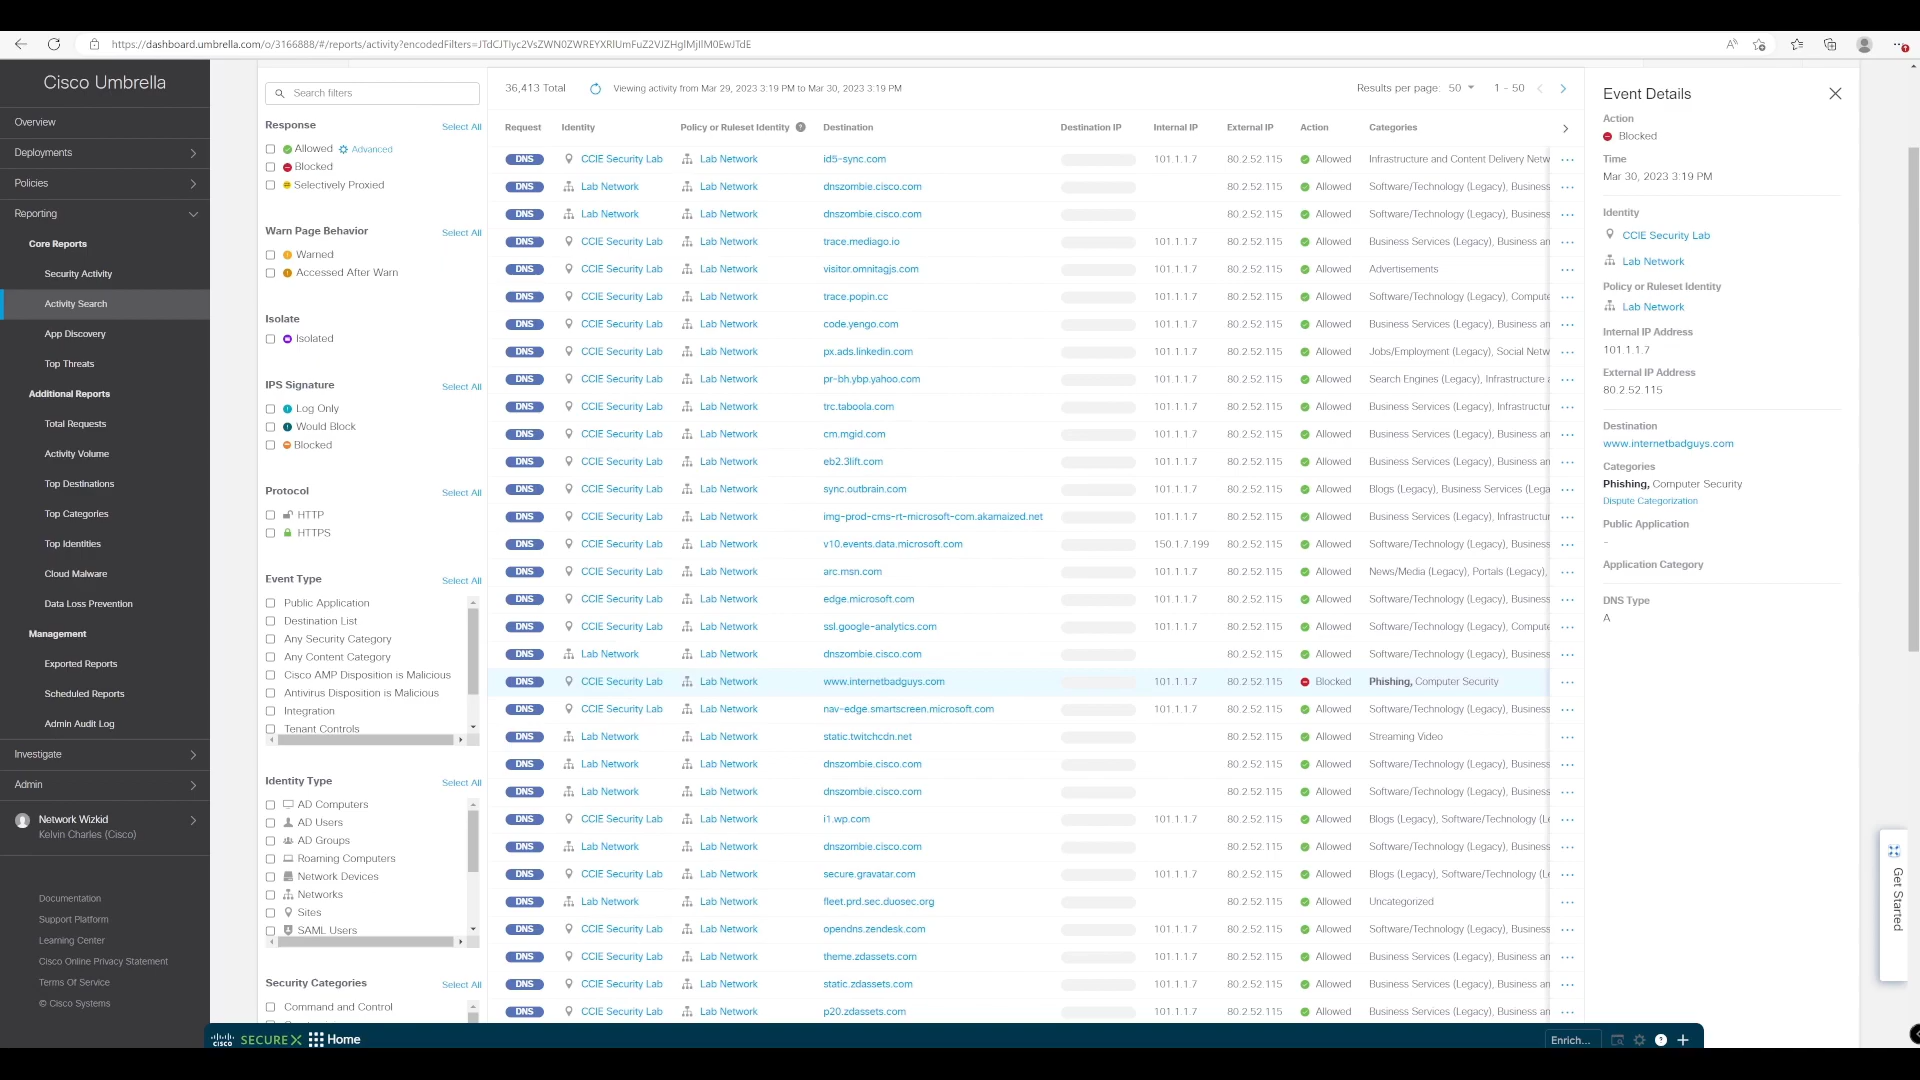 https://dashboard.umbrella.com/o/3166888/#/reports/activity?encodedFilters=
Cisco Umbrella
Overview
Deployments
Policies
Reporting
Core Reports
Security Activity
Activity Search
App Discovery
Top Threats
Additional Reports
Total Requests
Activity Volume
Top Destinations
Top Categories
Top Identities
Cloud Malware
Data Loss Prevention
Management
Exported Reports
Scheduled Reports
Admin Audit Log
Investigate
Admin
Network Wizkid
Kelvin Charles (Cisco)
Documentation
Support Platform
Learning Center
Cisco Online Privacy Statement
Terms Of Service
© Cisco Systems
Search filters
Response Select All
Allowed Advanced
Blocked
Selectively Proxied
Warn Page Behavior Select All
Warned
Accessed After Warn
Isolate
Isolated
IPS Signature Select All
Log Only
Would Block
Blocked
Protocol Select All
HTTP
HTTPS
Event Type Select All
Public Application
Destination List
Any Security Category
Any Content Category
Cisco AMP Disposition is Malicious
Antivirus Disposition is Malicious
Integration
Tenant Controls
Identity Type Select All
AD Computers
AD Users
AD Groups
Roaming Computers
Network Devices
Networks
Sites
SAML Users
Security Categories Select All
Command and Control
36,413 Total Viewing activity from Mar 29, 2023 3:19 PM to Mar 30, 2023 3:19 PM Results per page: 50 1 - 50
Request Identity Policy or Ruleset Identity Destination Destination IP Internal IP External IP Action Categories
DNS CCIE Security Lab Lab Network id5-sync.com 101.1.1.7 80.2.52.115 Allowed Infrastructure and Content Delivery Netw
DNS Lab Network Lab Network dnszombie.cisco.com 80.2.52.115 Allowed Software/Technology (Legacy), Business
DNS Lab Network Lab Network dnszombie.cisco.com 80.2.52.115 Allowed Software/Technology (Legacy), Business
DNS CCIE Security Lab Lab Network trace.mediago.io 101.1.1.7 80.2.52.115 Allowed Business Services (Legacy), Business an
DNS CCIE Security Lab Lab Network visitor.omnitagjs.com 101.1.1.7 80.2.52.115 Allowed Advertisements
DNS CCIE Security Lab Lab Network trace.popin.cc 101.1.1.7 80.2.52.115 Allowed Software/Technology (Legacy), Compute
DNS CCIE Security Lab Lab Network code.yengo.com 101.1.1.7 80.2.52.115 Allowed Business Services (Legacy), Business an
DNS CCIE Security Lab Lab Network px.ads.linkedin.com 101.1.1.7 80.2.52.115 Allowed Jobs/Employment (Legacy), Social Netw
DNS CCIE Security Lab Lab Network pr-bh.ybp.yahoo.com 101.1.1.7 80.2.52.115 Allowed Search Engines (Legacy), Infrastructure a
DNS CCIE Security Lab Lab Network trc.taboola.com 101.1.1.7 80.2.52.115 Allowed Business Services (Legacy), Infrastructur
DNS CCIE Security Lab Lab Network cm.mgid.com 101.1.1.7 80.2.52.115 Allowed Business Services (Legacy), Business an
DNS CCIE Security Lab Lab Network eb2.3lift.com 101.1.1.7 80.2.52.115 Allowed Business Services (Legacy), Business an
DNS CCIE Security Lab Lab Network sync.outbrain.com 101.1.1.7 80.2.52.115 Allowed Blogs (Legacy), Business Services (Lega
DNS CCIE Security Lab Lab Network img-prod-cms-rt-microsoft-com.akamaized.net 101.1.1.7 80.2.52.115 Allowed Business Services (Legacy), Infrastructur
DNS CCIE Security Lab Lab Network v10.events.data.microsoft.com 150.1.7.199 80.2.52.115 Allowed Software/Technology (Legacy), Business
DNS CCIE Security Lab Lab Network arc.msn.com 101.1.1.7 80.2.52.115 Allowed News/Media (Legacy), Portals (Legacy),
DNS CCIE Security Lab Lab Network edge.microsoft.com 101.1.1.7 80.2.52.115 Allowed Software/Technology (Legacy), Business
DNS CCIE Security Lab Lab Network ssl.google-analytics.com 101.1.1.7 80.2.52.115 Allowed Software/Technology (Legacy), Compute
DNS Lab Network Lab Network dnszombie.cisco.com 80.2.52.115 Allowed Software/Technology (Legacy), Business
DNS CCIE Security Lab Lab Network www.internetbadguys.com 101.1.1.7 80.2.52.115 Blocked Phishing, Computer Security
DNS CCIE Security Lab Lab Network nav-edge.smartscreen.microsoft.com 101.1.1.7 80.2.52.115 Allowed Software/Technology (Legacy), Business
DNS Lab Network Lab Network static.twitchcdn.net 80.2.52.115 Allowed Streaming Video
DNS Lab Network Lab Network dnszombie.cisco.com 80.2.52.115 Allowed Software/Technology (Legacy), Business
DNS Lab Network Lab Network dnszombie.cisco.com 80.2.52.115 Allowed Software/Technology (Legacy), Business
DNS CCIE Security Lab Lab Network i1.wp.com 101.1.1.7 80.2.52.115 Allowed Blogs (Legacy), Software/Technology (Le
DNS Lab Network Lab Network dnszombie.cisco.com 80.2.52.115 Allowed Software/Technology (Legacy), Business
DNS CCIE Security Lab Lab Network secure.gravatar.com 101.1.1.7 80.2.52.115 Allowed Blogs (Legacy), Software/Technology (Le
DNS Lab Network Lab Network fleet.prd.sec.duosec.org 80.2.52.115 Allowed Uncategorized
DNS CCIE Security Lab Lab Network opendns.zendesk.com 101.1.1.7 80.2.52.115 Allowed Software/Technology (Legacy), Business
DNS CCIE Security Lab Lab Network theme.zdassets.com 101.1.1.7 80.2.52.115 Allowed Business Services (Legacy), Business an
DNS CCIE Security Lab Lab Network static.zdassets.com 101.1.1.7 80.2.52.115 Allowed Business Services (Legacy), Business an
DNS CCIE Security Lab Lab Network p20.zdassets.com 101.1.1.7 80.2.52.115 Allowed Business Services (Legacy), Business an
Event Details
Action
Blocked
Time
Mar 30, 2023 3:19 PM
Identity
CCIE Security Lab
Lab Network
Policy or Ruleset Identity
Lab Network
Internal IP Address
101.1.1.7
External IP Address
80.2.52.115
Destination
www.internetbadguys.com
Categories
Phishing, Computer Security
Dispute Categorization
Public Application
–
Application Category
DNS Type
A
Get Started
cisco SECUREX Home Enrich...